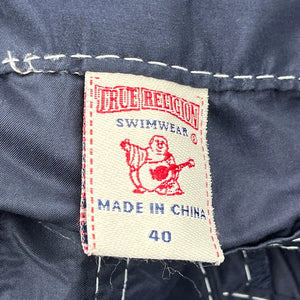 TRUE RELIGION
SWIMWEAR
®
MADE IN CHINA
40